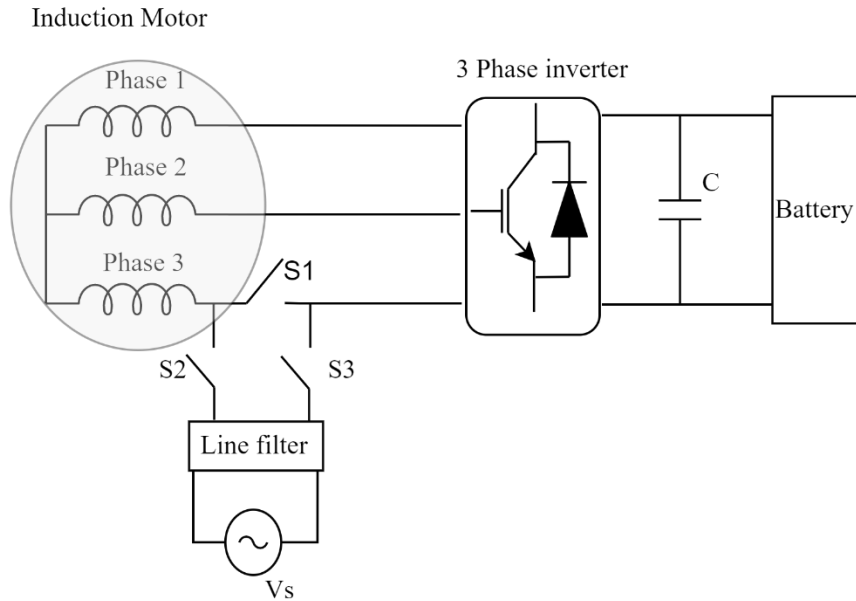 Induction Motor
Phase 1
3 Phase inverter
Phase 2
C
Battery
Phase 3
S1
S2
S3
Line filter
Vs